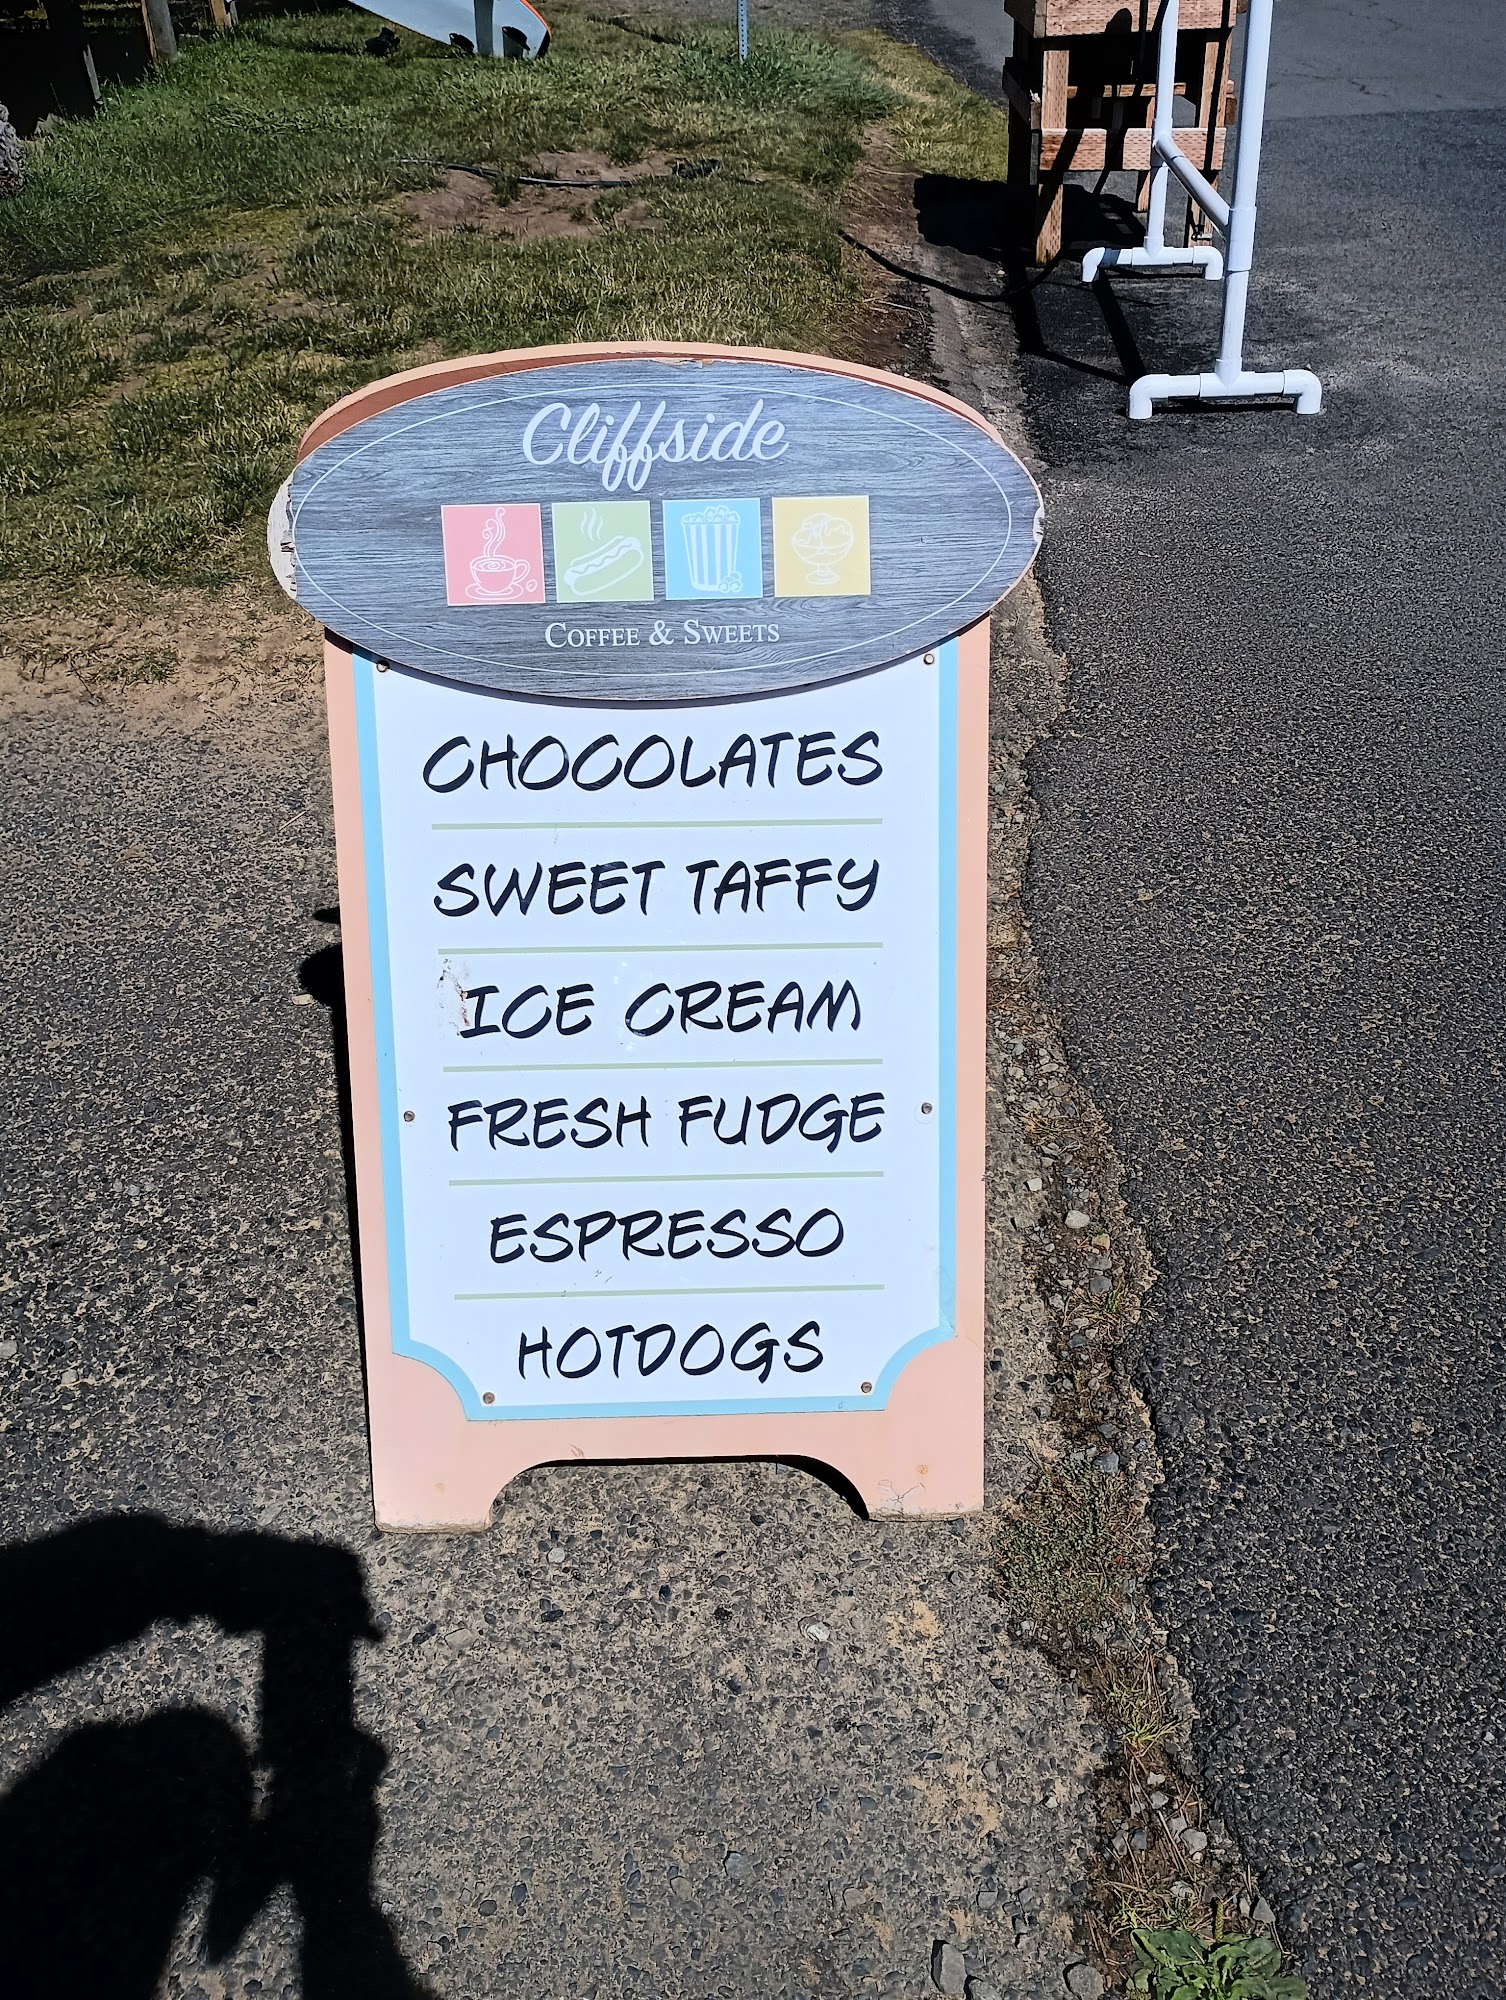 Cliffside
COFFEE & SWEETS
CHOCOLATES
SWEET TAFFY
ICE CREAM
FRESH FUDGE
ESPRESSO
HOTDOGS